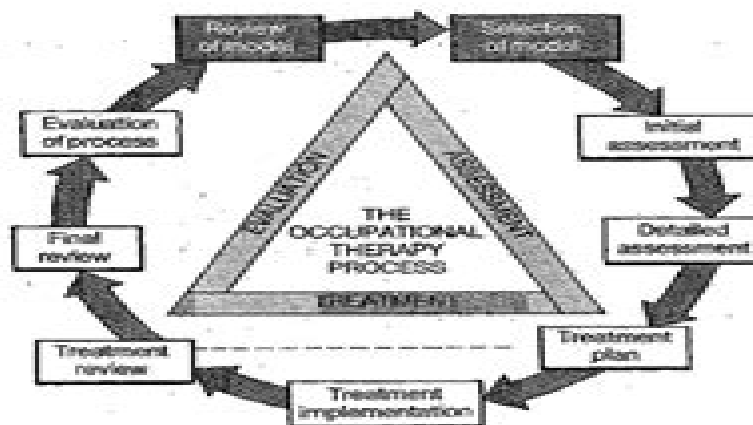 Review
of model
Selection
of model
Evaluation
of process
Initial
assessment
EVALUATION
ASSESSMENT
THE
OCCUPATIONAL
THERAPY
PROCESS
Final
review
Detailed
assessment
TREATMENT
Treatment
review
Treatment
plan
Treatment
implementation